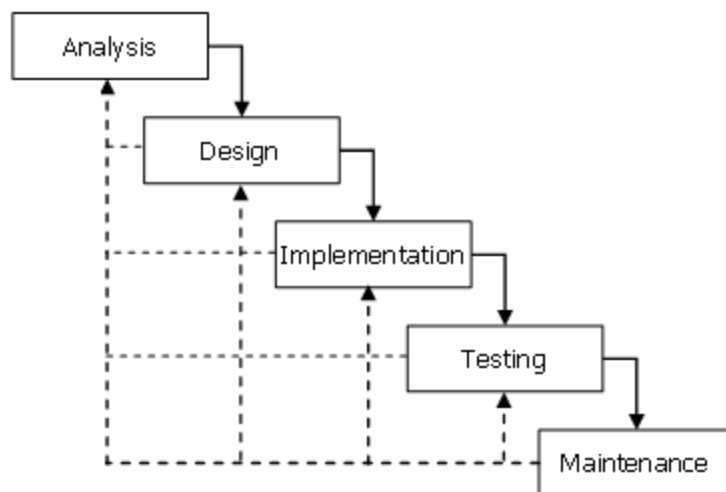 Analysis
Design
Implementation
Testing
Maintenance